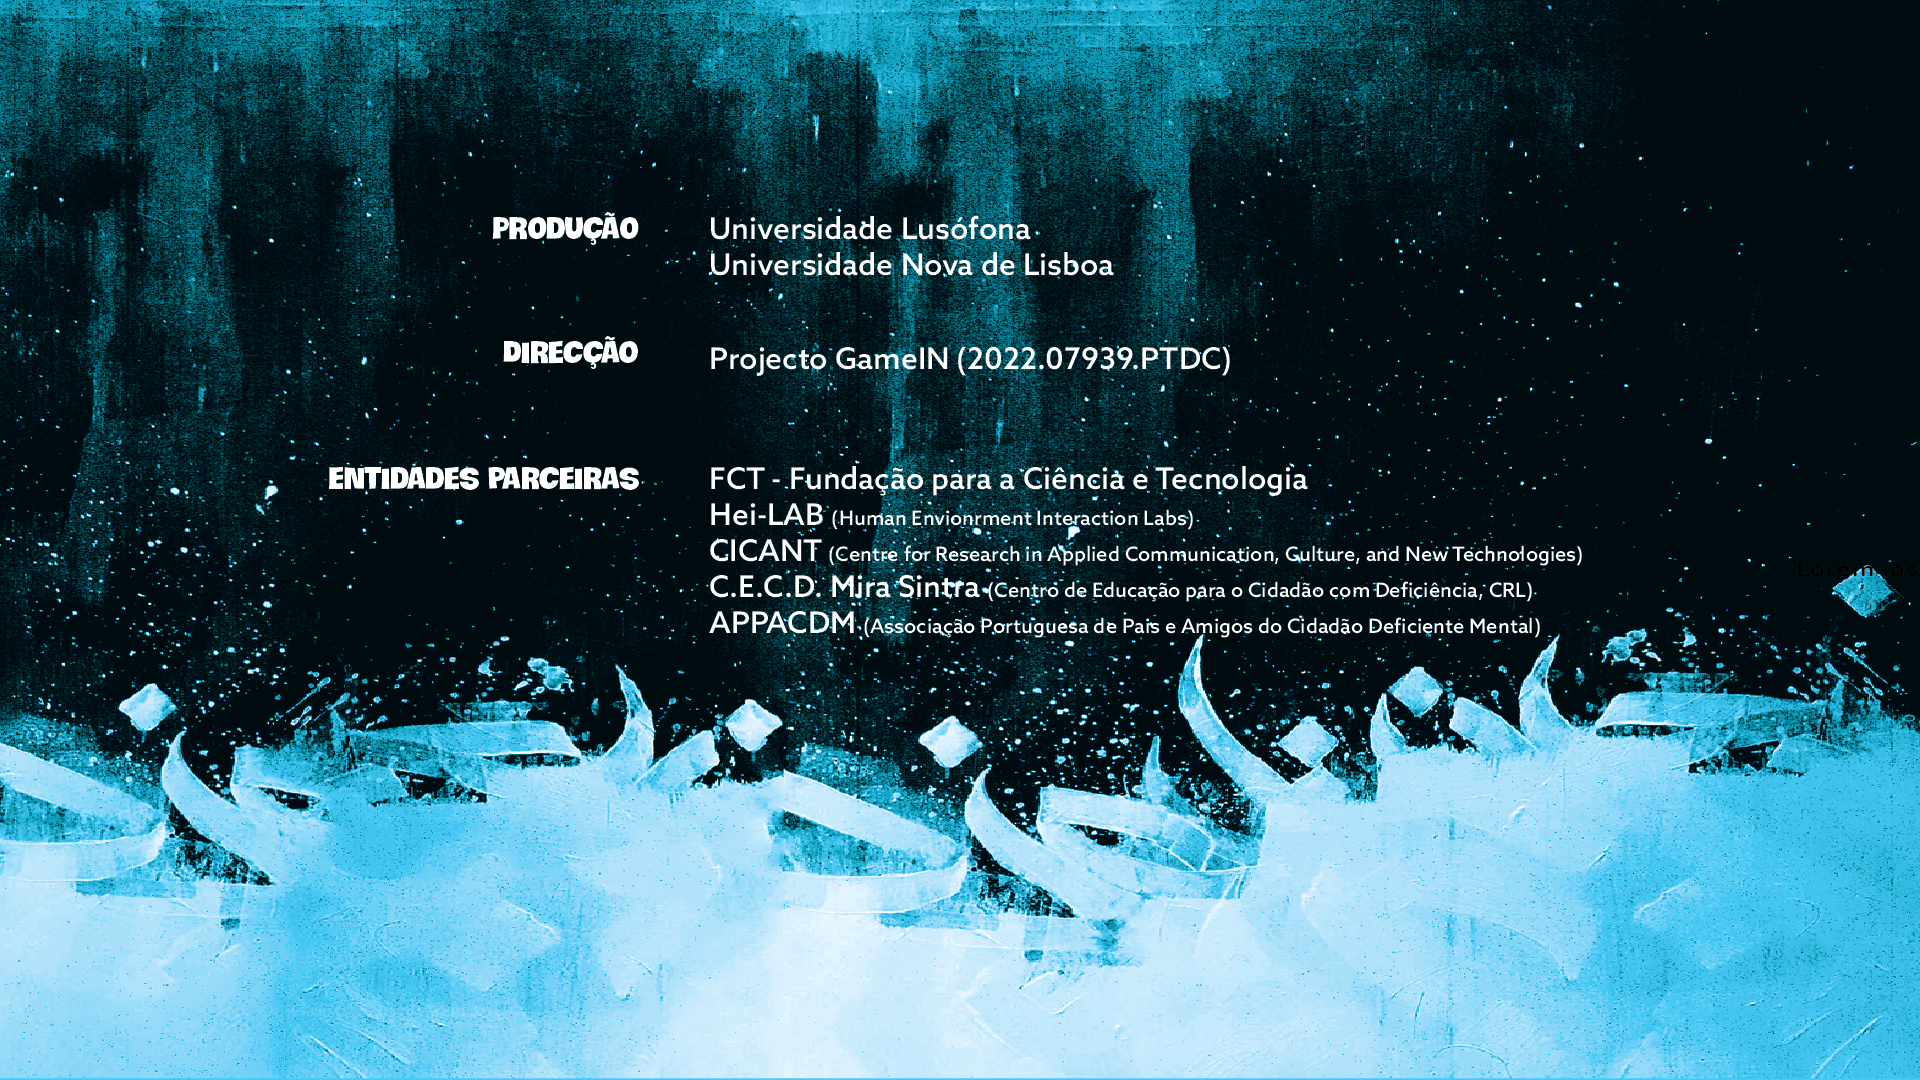 PRODUÇÃO
Universidade Lusófona
Universidade Nova de Lisboa
DIRECÇÃO
Projecto GameIN (2022.07939.PTDC)
ENTIDADES PARCEIRAS
FCT - Fundação para a Ciência e Tecnologia
Hei-LAB (Human Envionrment Interaction Labs)
CICANT (Centre for Research in Applied Communication, Culture, and New Technologies)
C.E.C.D. Mira Sintra (Centro de Educação para o Cidadão com Deficiência, CRL)
APPACDM (Associação Portuguesa de Pais e Amigos do Cidadão Deficiente Mental)
Lorem ips